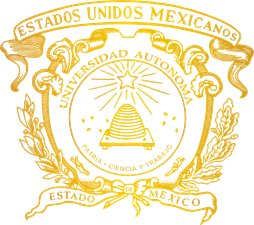 ESTADOS UNIDOS MEXICANOS
UNIVERSIDAD AUTONOMA
PATRIA • CIENCIA Y TRABAJO
ESTADO DE MEXICO